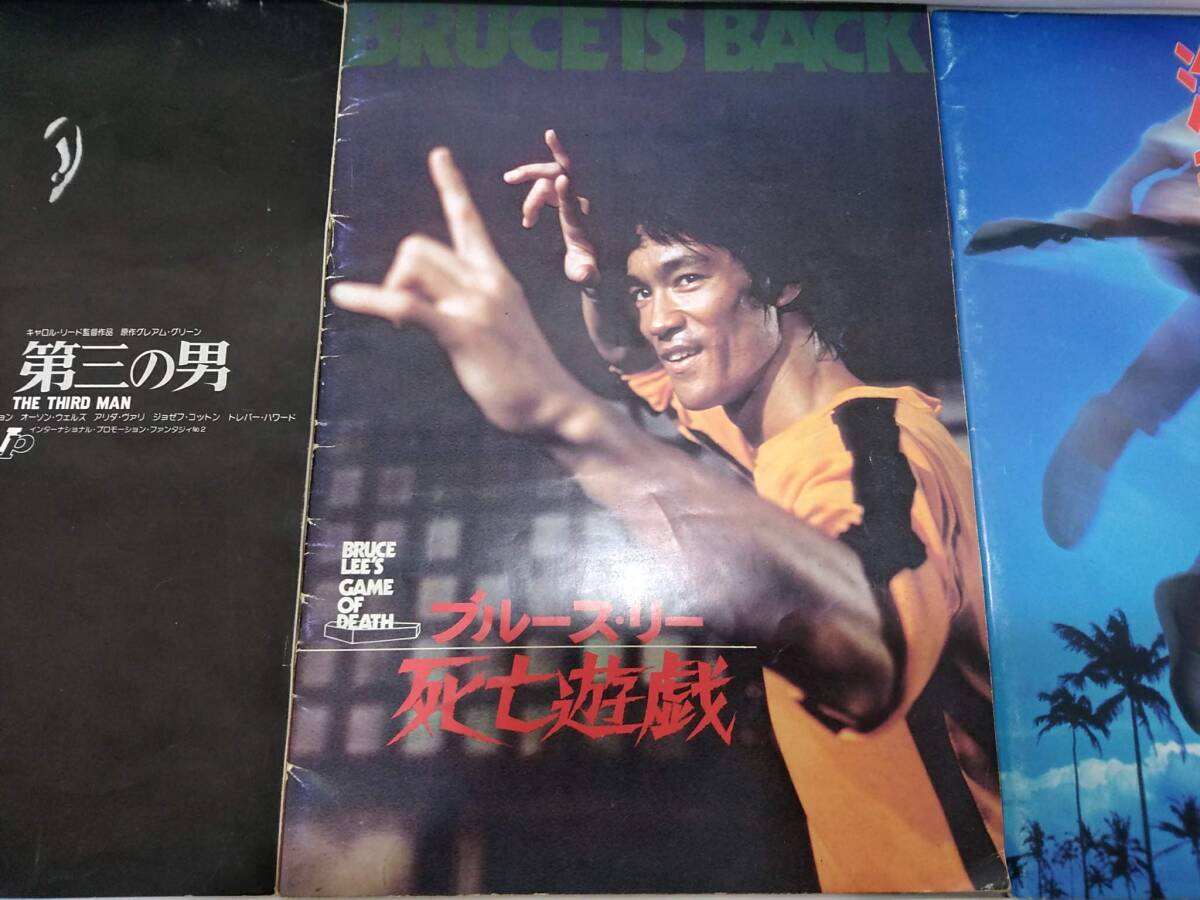 キャロル・リード監督作品 原作グレアム・グリーン
第三の男
THE THIRD MAN
オーソン・ウェルズ アリダ・ヴァリ ジョゼフ・コットン トレバー・ハワード
インターナショナル・プロモーション・ファンタジィNo.2
BRUCE IS BACK
BRUCE
LEE'S
GAME
OF
DEATH
ブルース・リー
死亡遊戯